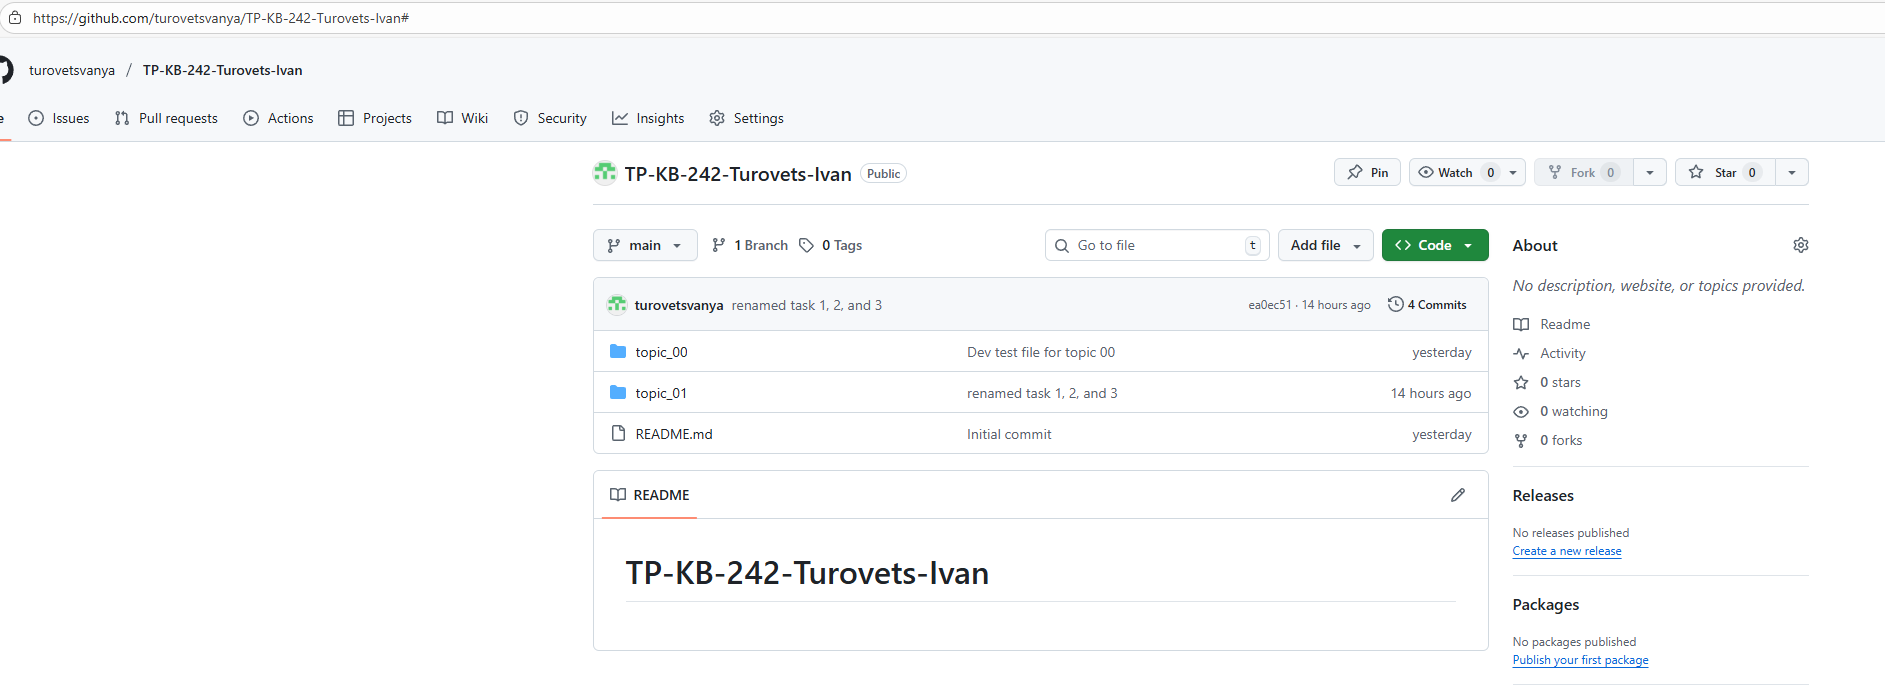 https://github.com/turovetsvanya/TP-KB-242-Turovets-Ivan#
turovetsvanya / TP-KB-242-Turovets-Ivan
Issues Pull requests Actions Projects Wiki Security Insights Settings
TP-KB-242-Turovets-Ivan Public Pin Watch 0 Fork 0 Star 0
main 1 Branch 0 Tags Go to file t Add file Code
About
No description, website, or topics provided.
turovetsvanya renamed task 1, 2, and 3 ea0ec51 · 14 hours ago 4 Commits
topic_00 Dev test file for topic 00 yesterday
topic_01 renamed task 1, 2, and 3 14 hours ago
README.md Initial commit yesterday
Readme
Activity
0 stars
0 watching
0 forks
README
TP-KB-242-Turovets-Ivan
Releases
No releases published
Create a new release
Packages
No packages published
Publish your first package